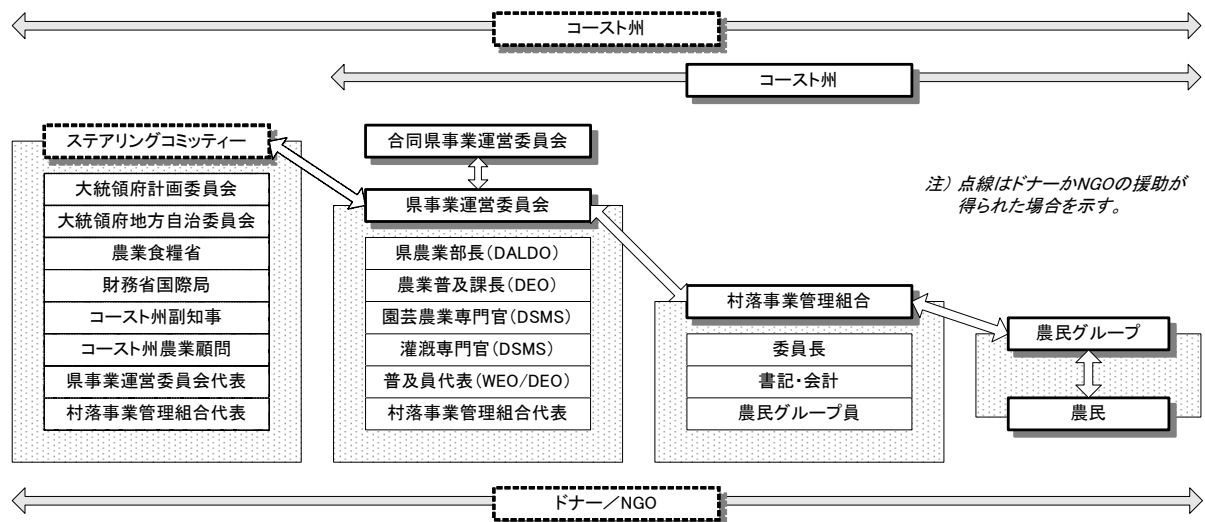 コースト州
コースト州
ステアリングコミッティー
大統領府計画委員会
大統領府地方自治委員会
農業食糧省
財務省国際局
コースト州副知事
コースト州農業顧問
県事業運営委員会代表
村落事業管理組合代表
合同県事業運営委員会
県事業運営委員会
県農業部長(DALDO)
農業普及課長(DEO)
園芸農業専門官(DSMS)
灌漑専門官(DSMS)
普及員代表(WEO/DEO)
村落事業管理組合代表
注) 点線はドナーかNGOの援助が
得られた場合を示す。
村落事業管理組合
委員長
書記・会計
農民グループ員
農民グループ
農民
ドナー/NGO